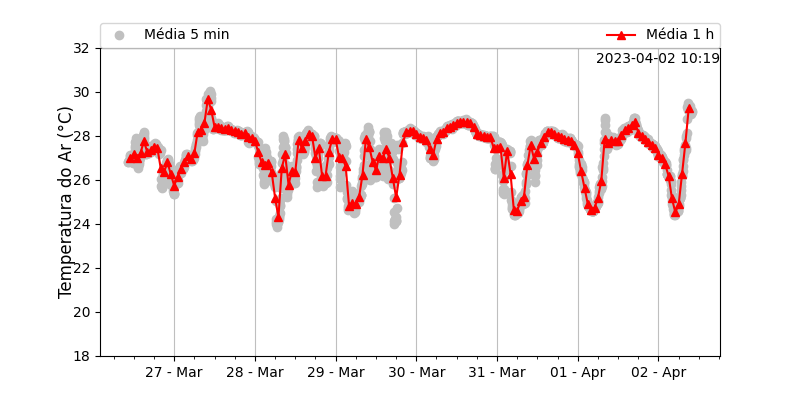 Média 5 min
Média 1 h
2023-04-02 10:19
Temperatura do Ar (°C)
32
30
28
26
24
22
20
18
27 - Mar
28 - Mar
29 - Mar
30 - Mar
31 - Mar
01 - Apr
02 - Apr